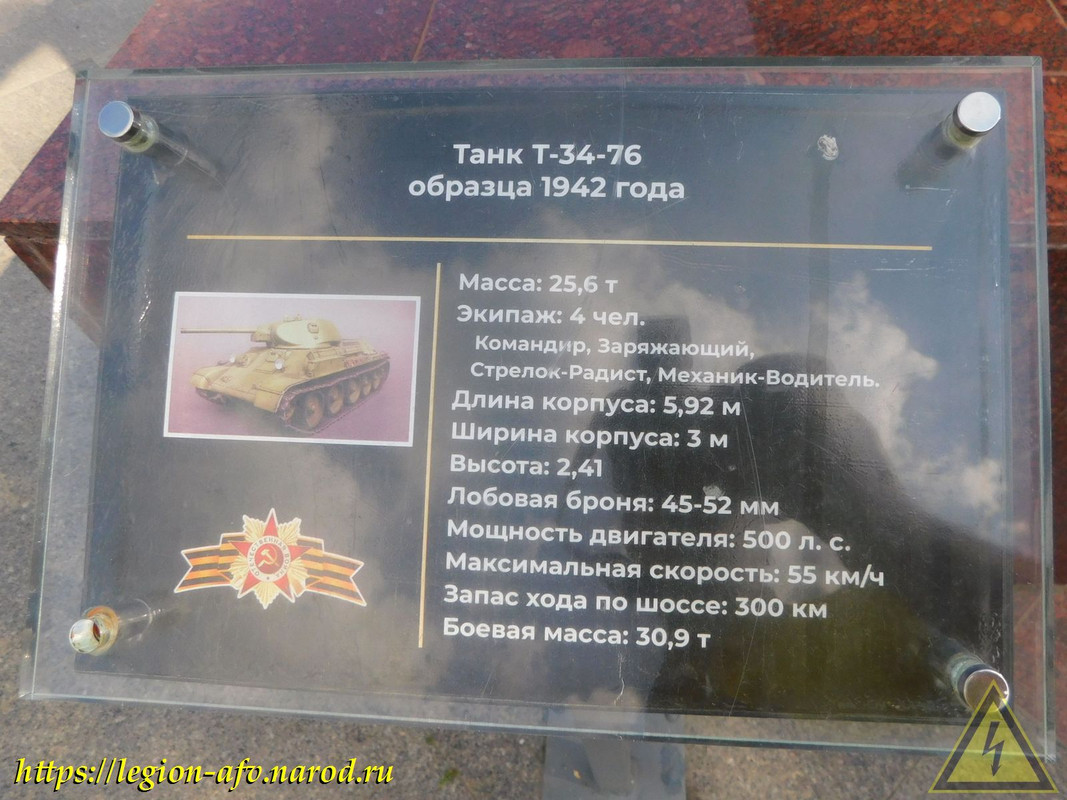 Танк Т-34-76
образца 1942 года
Масса: 25,6 т
Экипаж: 4 чел.
Командир, Заряжающий,
Стрелок-Радист, Механик-Водитель.
Длина корпуса: 5,92 м
Ширина корпуса: 3 м
Высота: 2,41
Лобовая броня: 45-52 мм
Мощность двигателя: 500 л. с.
Максимальная скорость: 55 км/ч
Запас хода по шоссе: 300 км
Боевая масса: 30,9 т
https://legion-afv.narod.ru